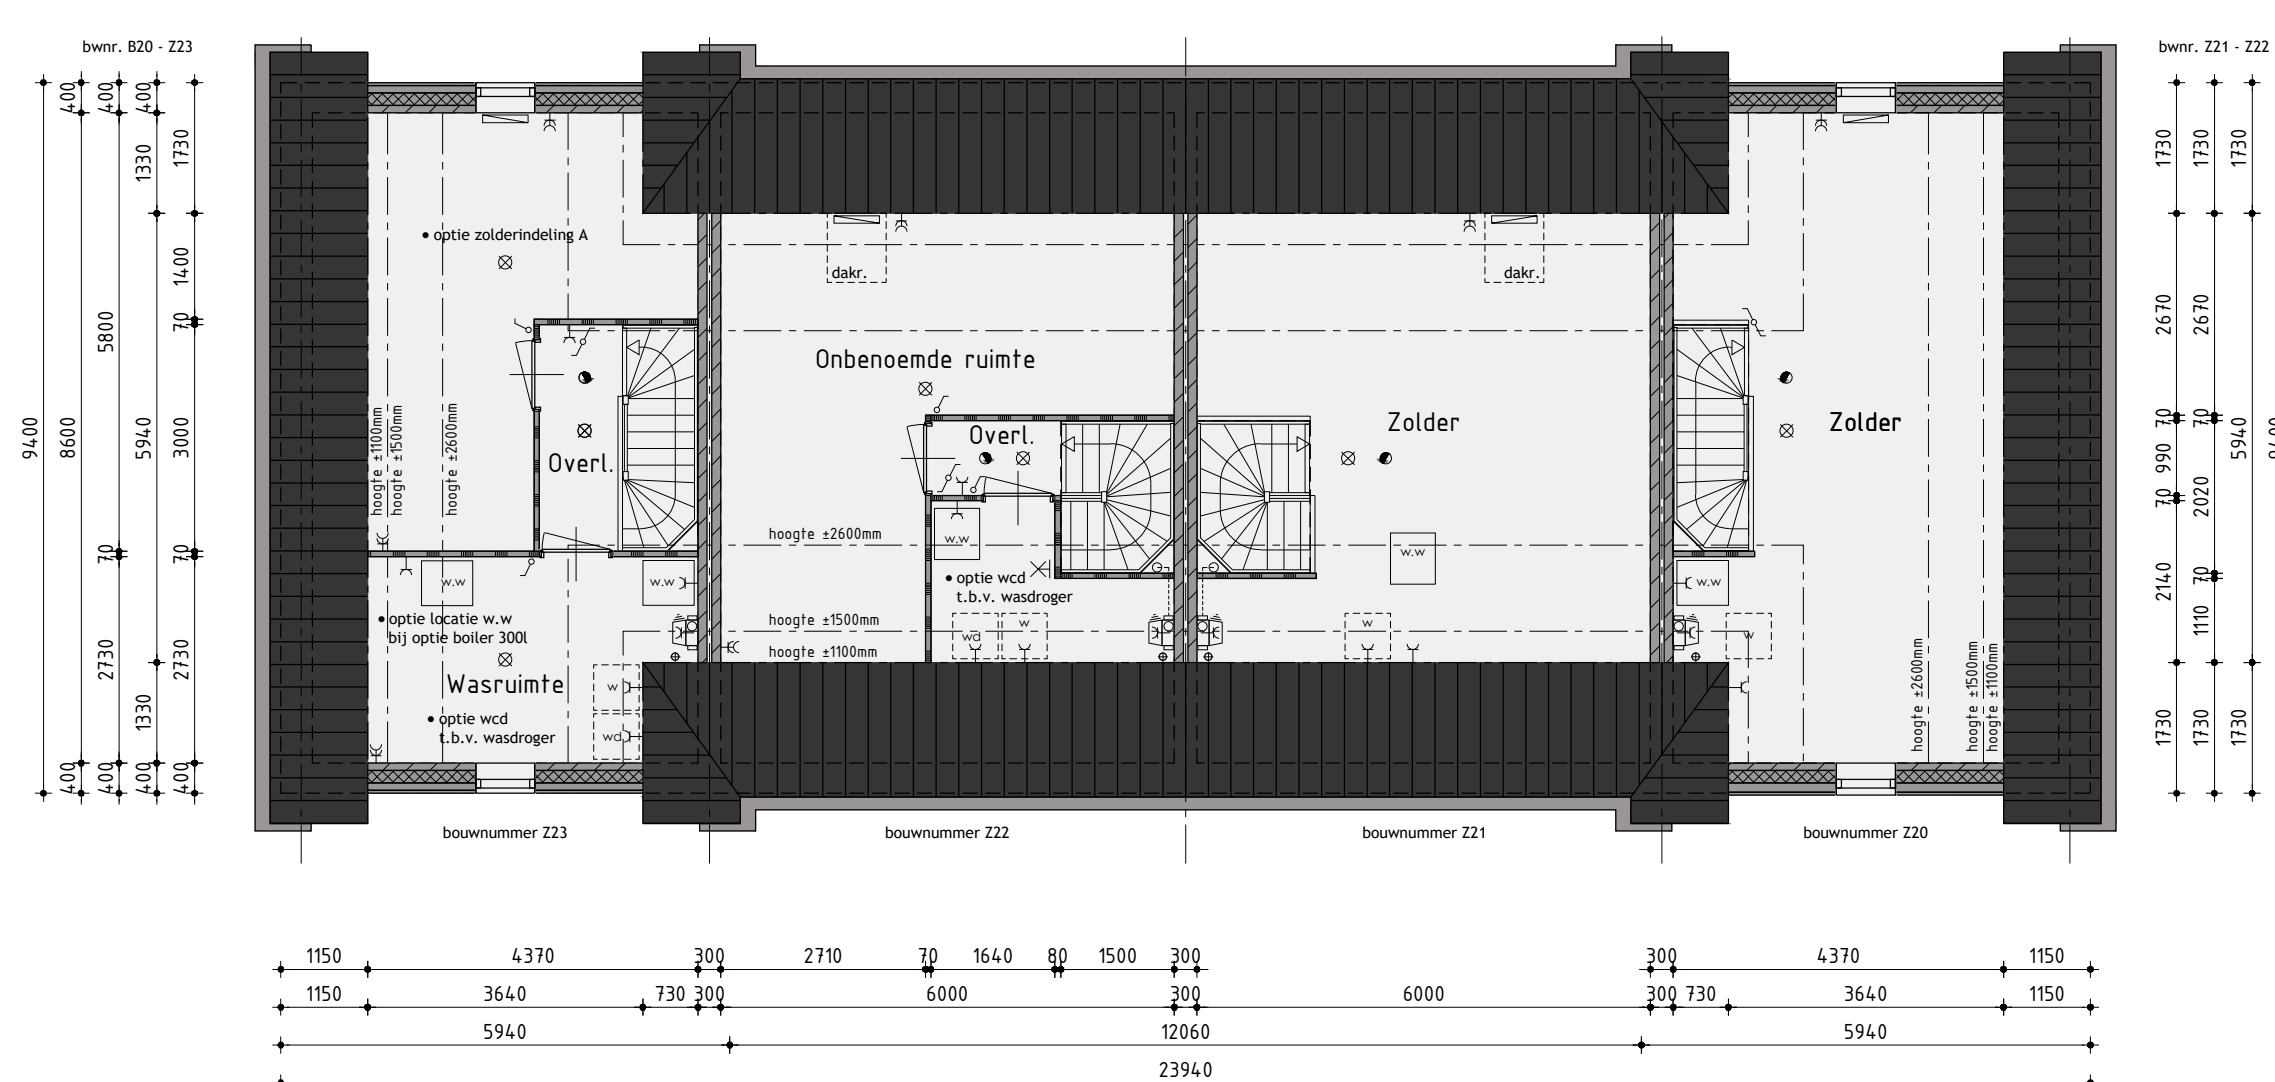 bwnr. B20 - Z23
bwnr. Z21 - Z22
400
400
400
1330
1730
• optie zolderindeling A
dakr.
dakr.
1400
70
5800
Onbenoemde ruimte
Zolder
Zolder
Overl.
Overl.
9400
8600
5940
3000
hoogte ±1100mm
hoogte ±1500mm
hoogte ±2600mm
hoogte ±2600mm
w.w
w.w
70
70
w.w
w.w
w.w
• optie locatie w.w
bij optie boiler 300l
• optie wcd
t.b.v. wasdroger
hoogte ±1500mm
hoogte ±1100mm
wd
w
w
w
2730
2730
Wasruimte
w
• optie wcd
t.b.v. wasdroger
wd
1330
400
400
400
400
hoogte ±2600mm
hoogte ±1500mm
hoogte ±1100mm
1730
1730
1730
2670
2670
70
70
990
70
2020
5940
2140
70
1110
1730
1730
1730
bouwnummer Z23
bouwnummer Z22
bouwnummer Z21
bouwnummer Z20
1150
4370
300
2710
70
1640
80
1500
300
300
4370
1150
1150
3640
730
300
6000
300
6000
300
730
3640
1150
5940
12060
5940
23940